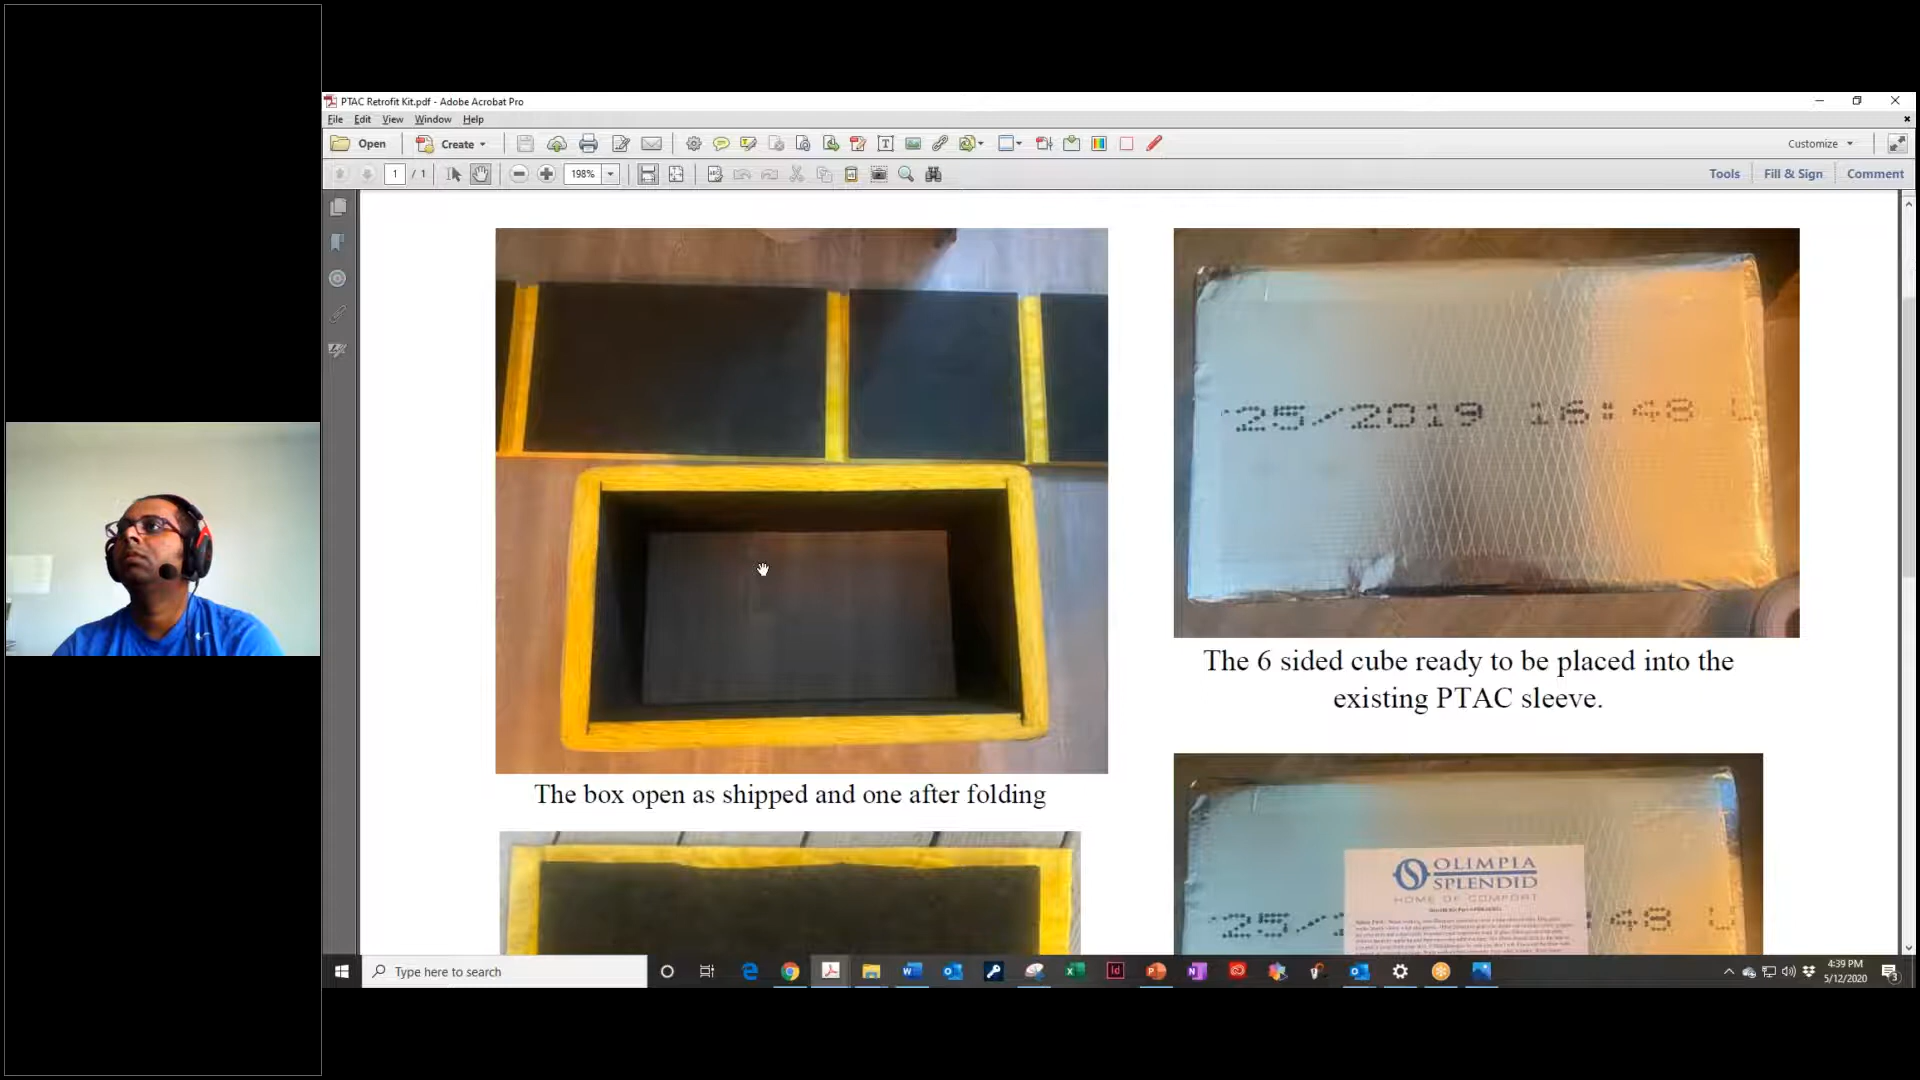 PTAC Retrofit Kit.pdf - Adobe Acrobat Pro
File Edit View Window Help
Open Create Customize
1 / 1 198% Tools Fill & Sign Comment
25/2019 16:48
The 6 sided cube ready to be placed into the
existing PTAC sleeve.
The box open as shipped and one after folding
OLIMPIA
SPLENDID
HOME OF COMFORT
25/
Type here to search
4:39 PM
5/12/2020
3